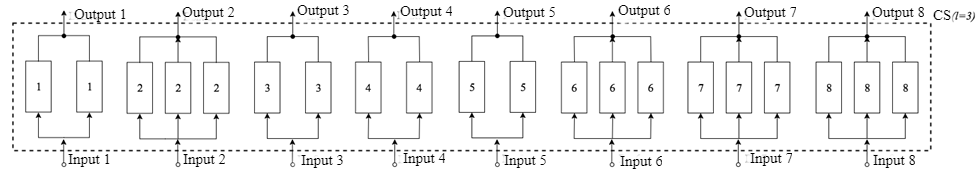 Output 1 Output 2 Output 3 Output 4 Output 5 Output 6 Output 7 Output 8 CS(l=3)
1 1 2 2 2 3 3 4 4 5 5 6 6 6 7 7 7 8 8 8
Input 1 Input 2 Input 3 Input 4 Input 5 Input 6 Input 7 Input 8